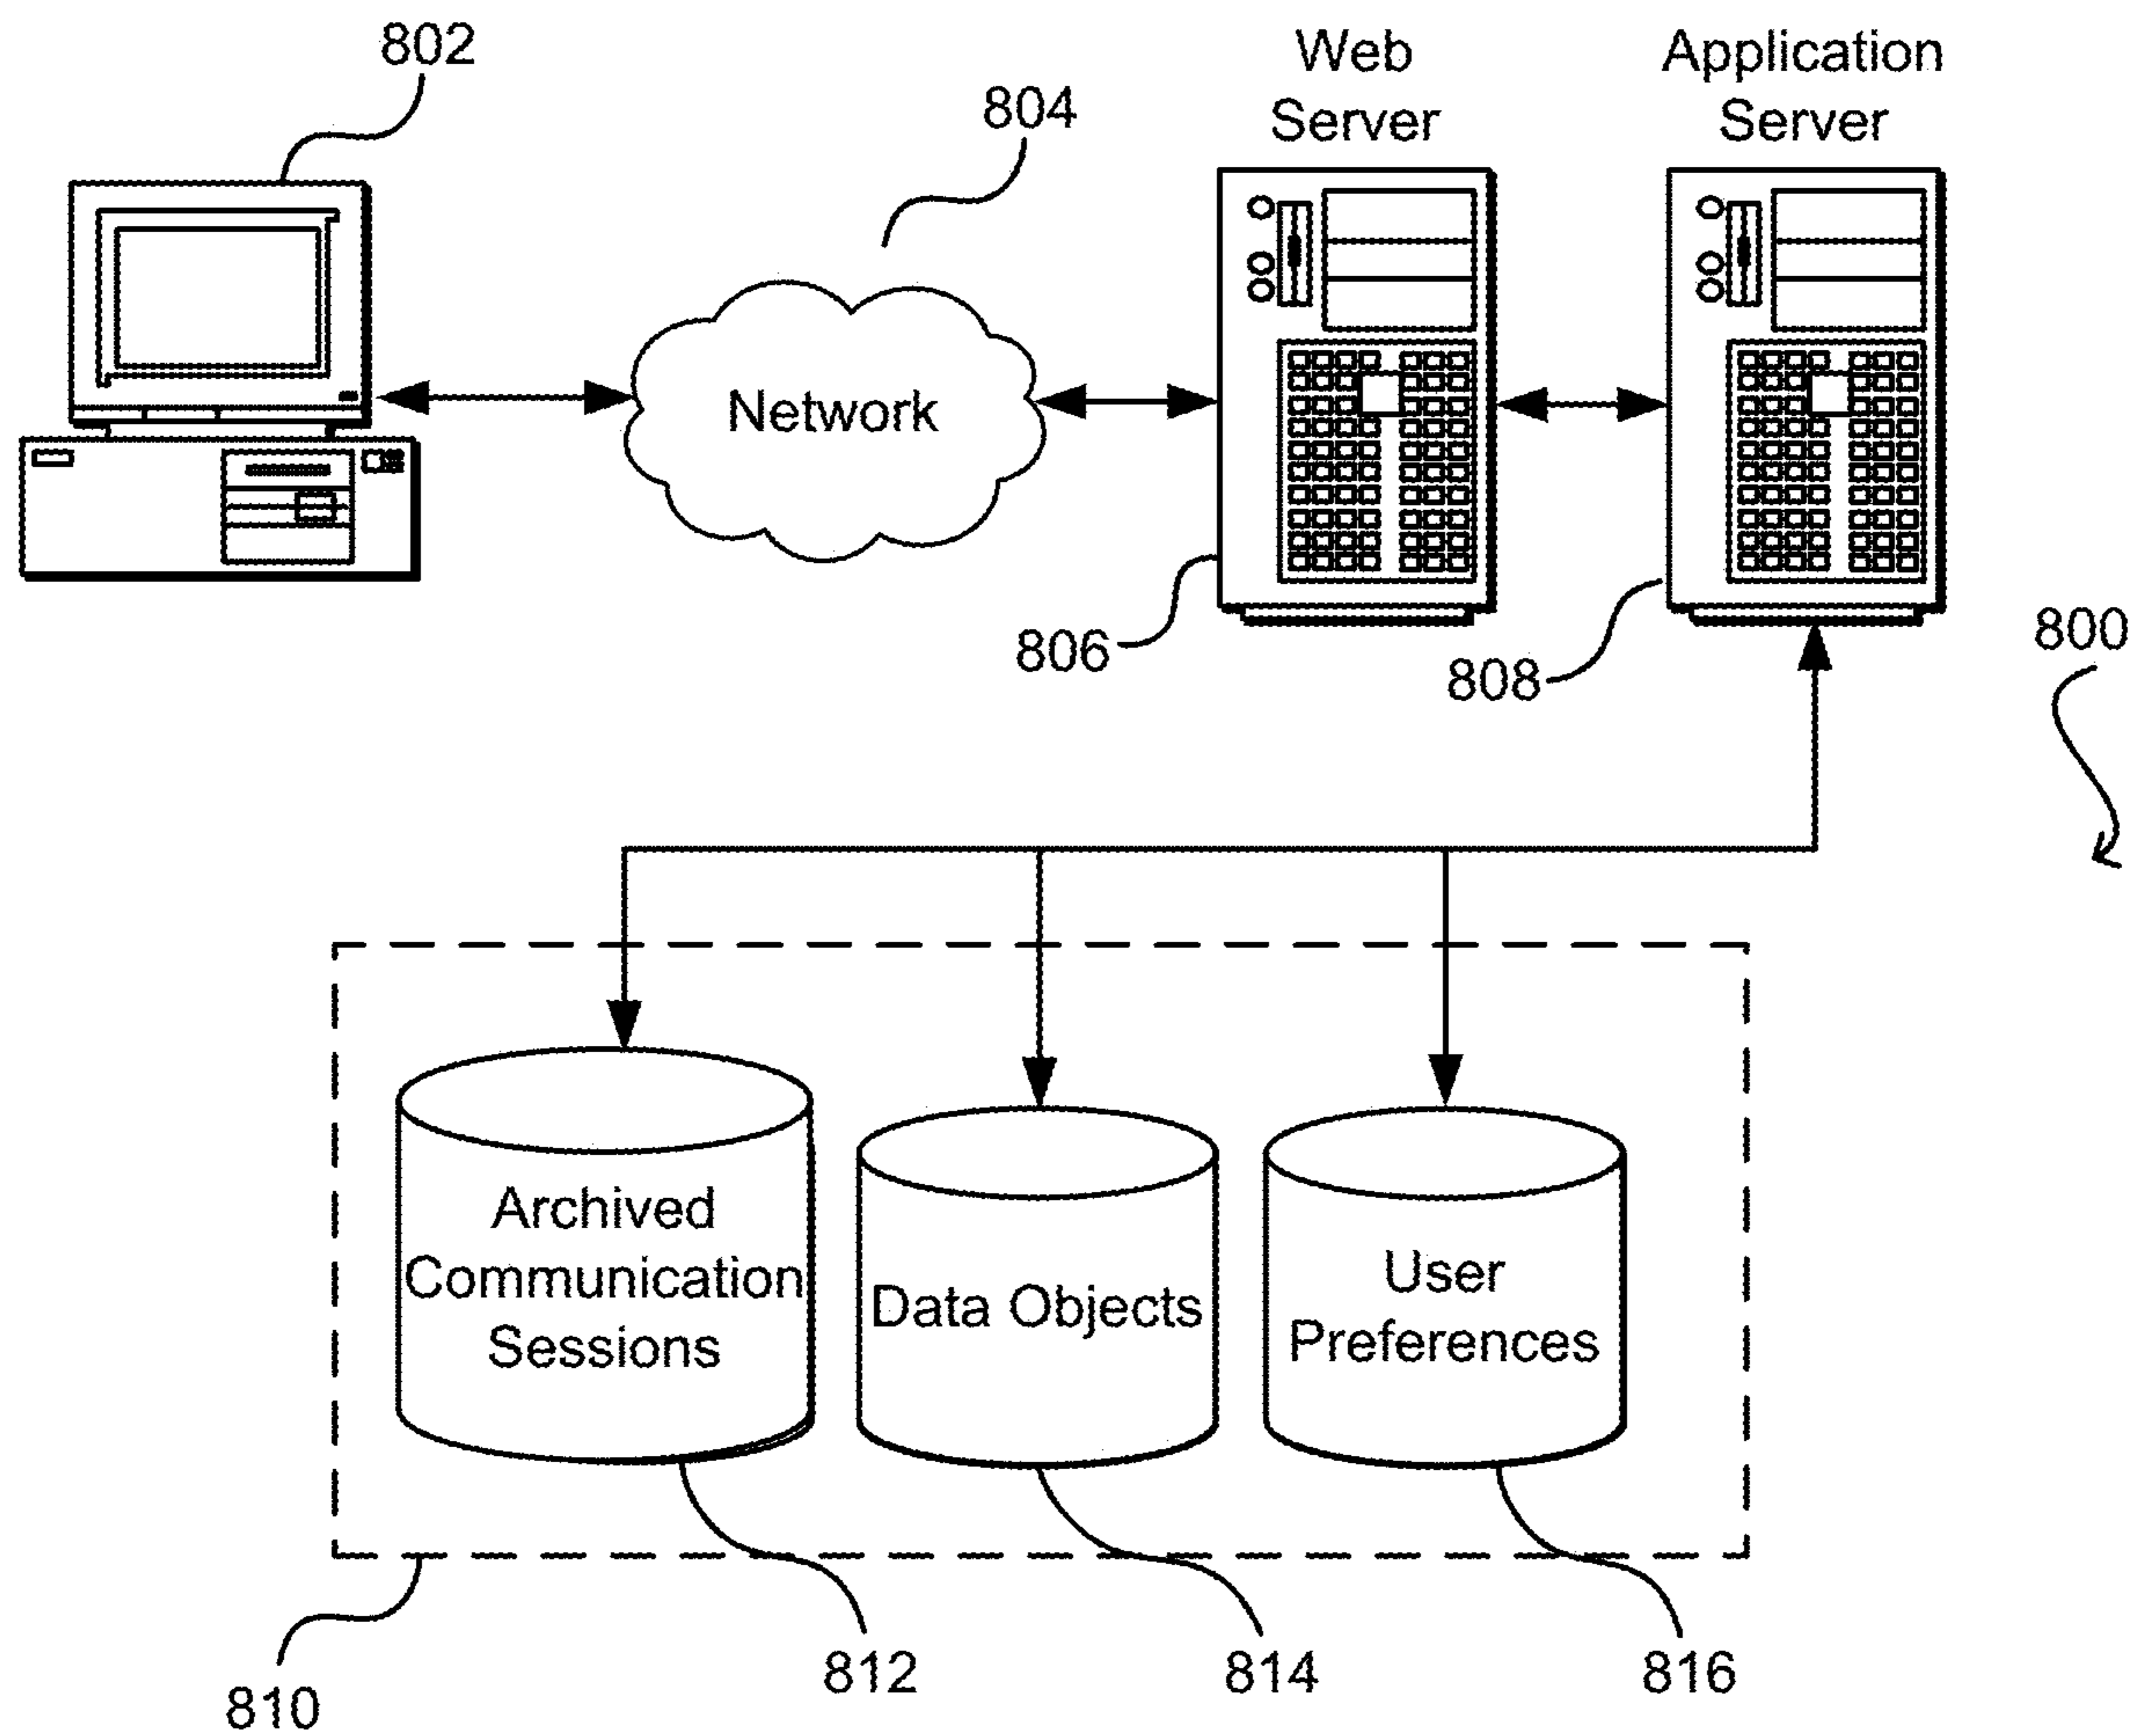 802
804
Web
Server
Application
Server
Network
806
808
800
Archived
Communication
Sessions
Data Objects
User
Preferences
810
812
814
816